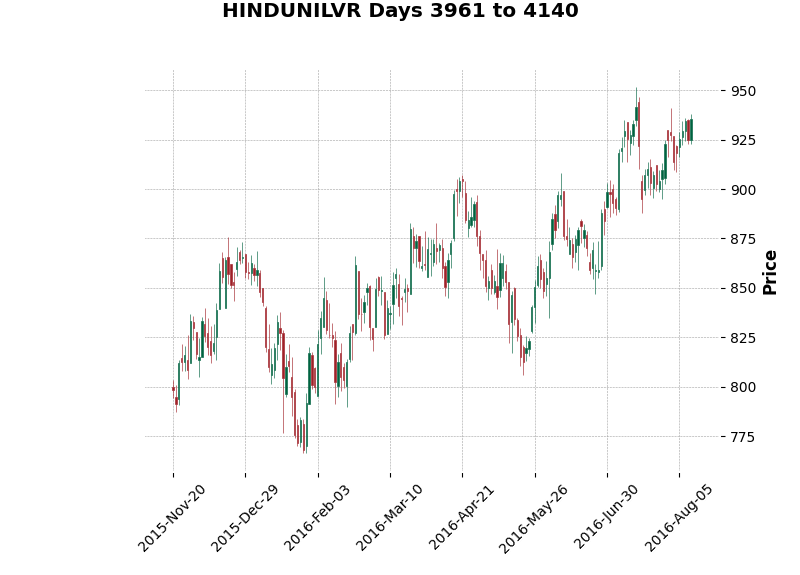 HINDUNILVR Days 3961 to 4140
950
925
900
875
850
825
800
775
Price
2015-Nov-20
2015-Dec-29
2016-Feb-03
2016-Mar-10
2016-Apr-21
2016-May-26
2016-Jun-30
2016-Aug-05